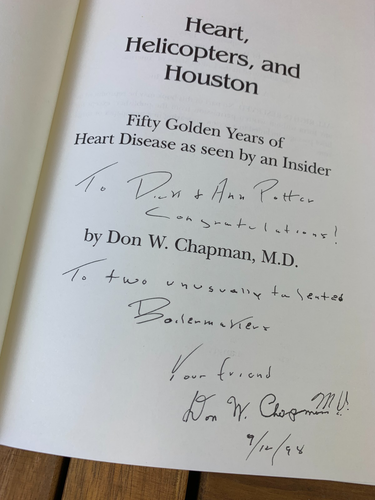 Heart,
Helicopters, and
Houston
Fifty Golden Years of
Heart Disease as seen by an Insider
To Dick & Ann Potter
Congratulations!
by Don W. Chapman, M.D.
To two unusually talented
Boilermakers
Your friend
Don W. Chapman M.D.
9/12/98